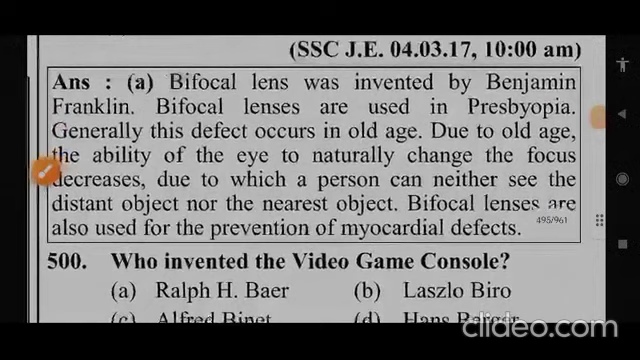 (SSC J.E. 04.03.17, 10:00 am)
Ans : (a) Bifocal lens was invented by Benjamin
Franklin. Bifocal lenses are used in Presbyopia.
Generally this defect occurs in old age. Due to old age,
the ability of the eye to naturally change the focus
decreases, due to which a person can neither see the
distant object nor the nearest object. Bifocal lenses are
also used for the prevention of myocardial defects.
495/961
500. Who invented the Video Game Console?
(a) Ralph H. Baer (b) Laszlo Biro
(c) Alfred Binet (d) Hans Berger
clideo.com